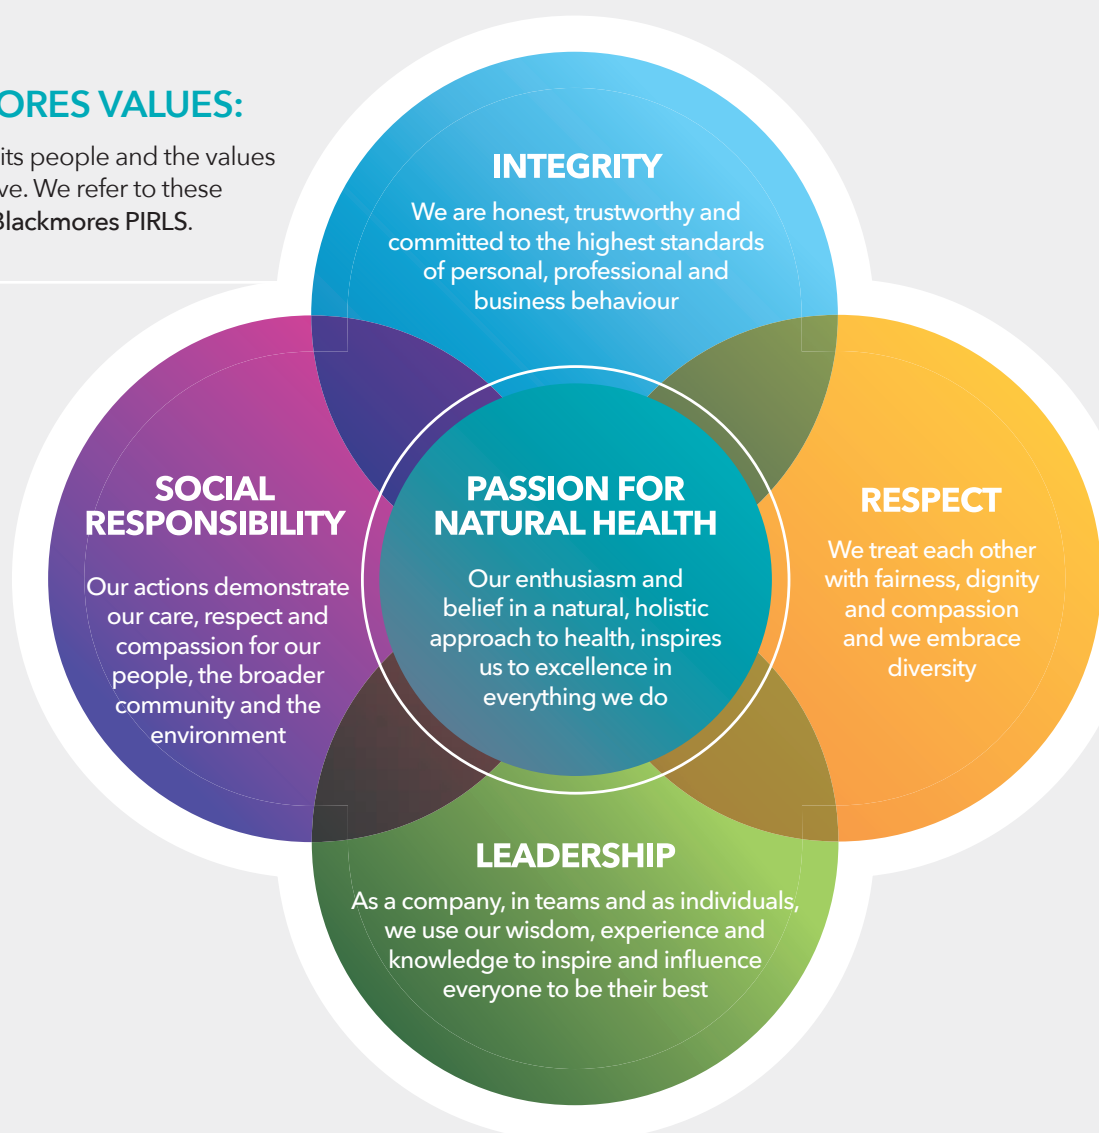 ORES VALUES:
its people and the values
ve. We refer to these
Blackmores PIRLS.
INTEGRITY
We are honest, trustworthy and
committed to the highest standards
of personal, professional and
business behaviour
SOCIAL
RESPONSIBILITY
Our actions demonstrate
our care, respect and
compassion for our
people, the broader
community and the
environment
PASSION FOR
NATURAL HEALTH
Our enthusiasm and
belief in a natural, holistic
approach to health, inspires
us to excellence in
everything we do
RESPECT
We treat each other
with fairness, dignity
and compassion
and we embrace
diversity
LEADERSHIP
As a company, in teams and as individuals,
we use our wisdom, experience and
knowledge to inspire and influence
everyone to be their best